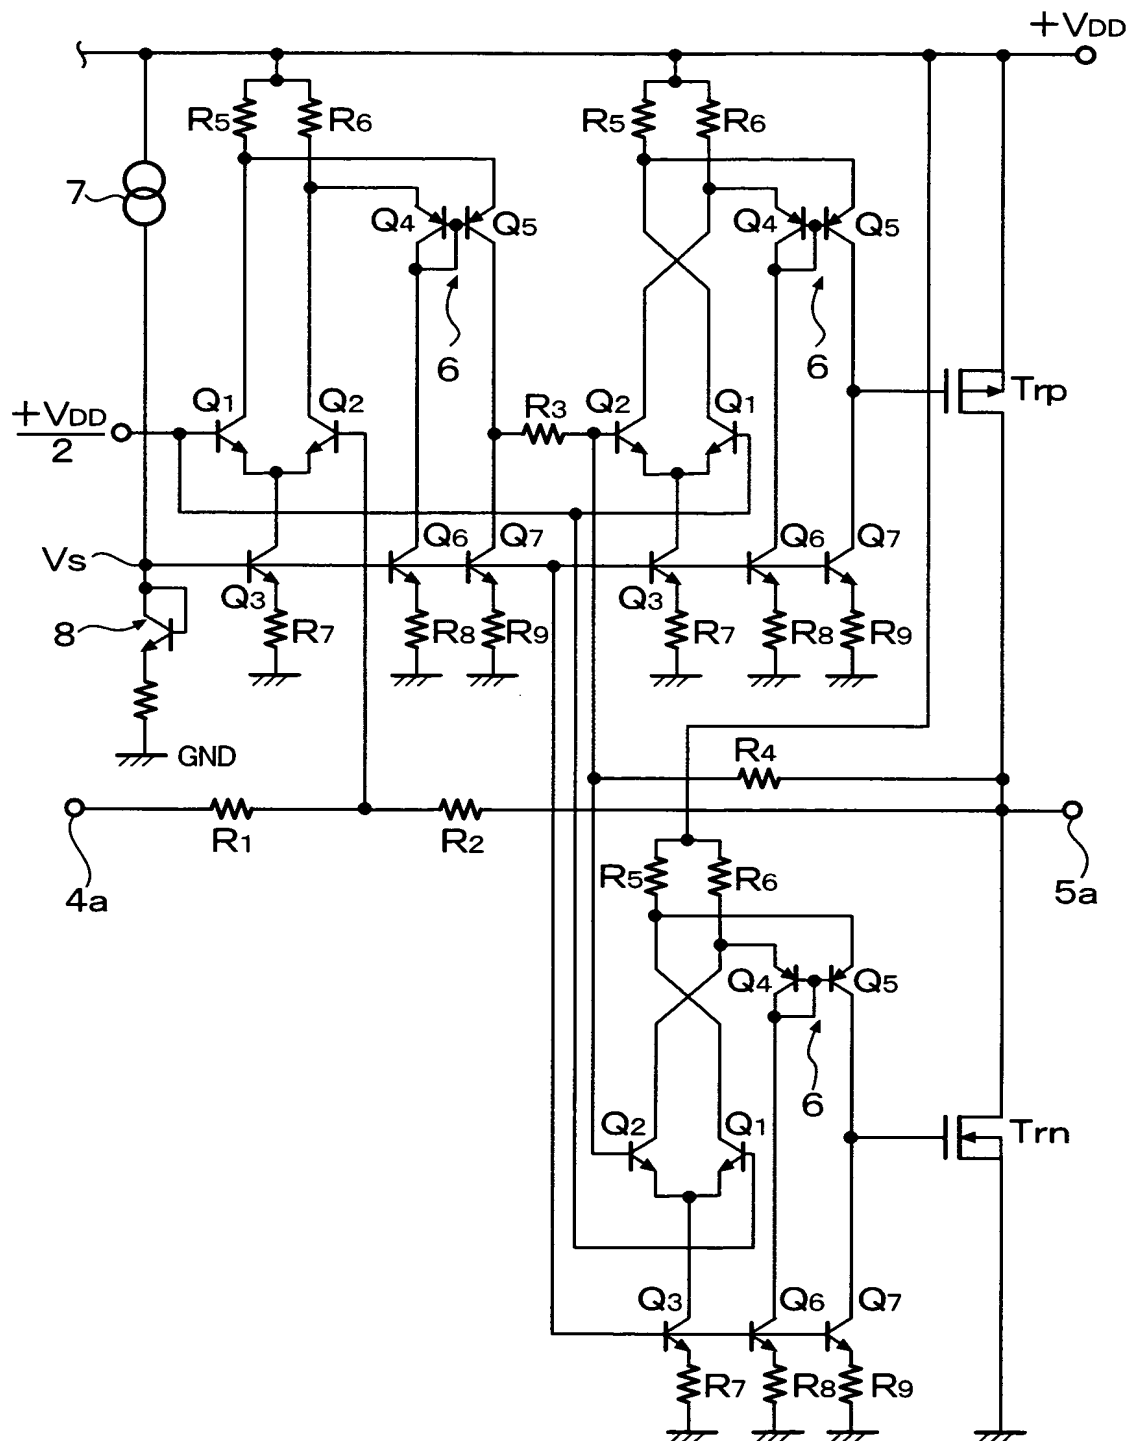 +VDD
R5 R6 R5 R6
7
Q4 Q5 Q4 Q5
6 6
Q1 Q2 R3 Q2 Q1 Trp
+VDD
2
Vs
Q6 Q7 Q6 Q7
Q3 Q3
8 R7 R8 R9 R7 R8 R9
GND
R4
R1 R2
4a 5a
R5 R6
Q4 Q5
6
Q2 Q1 Trn
Q3 Q6 Q7
R7 R8 R9